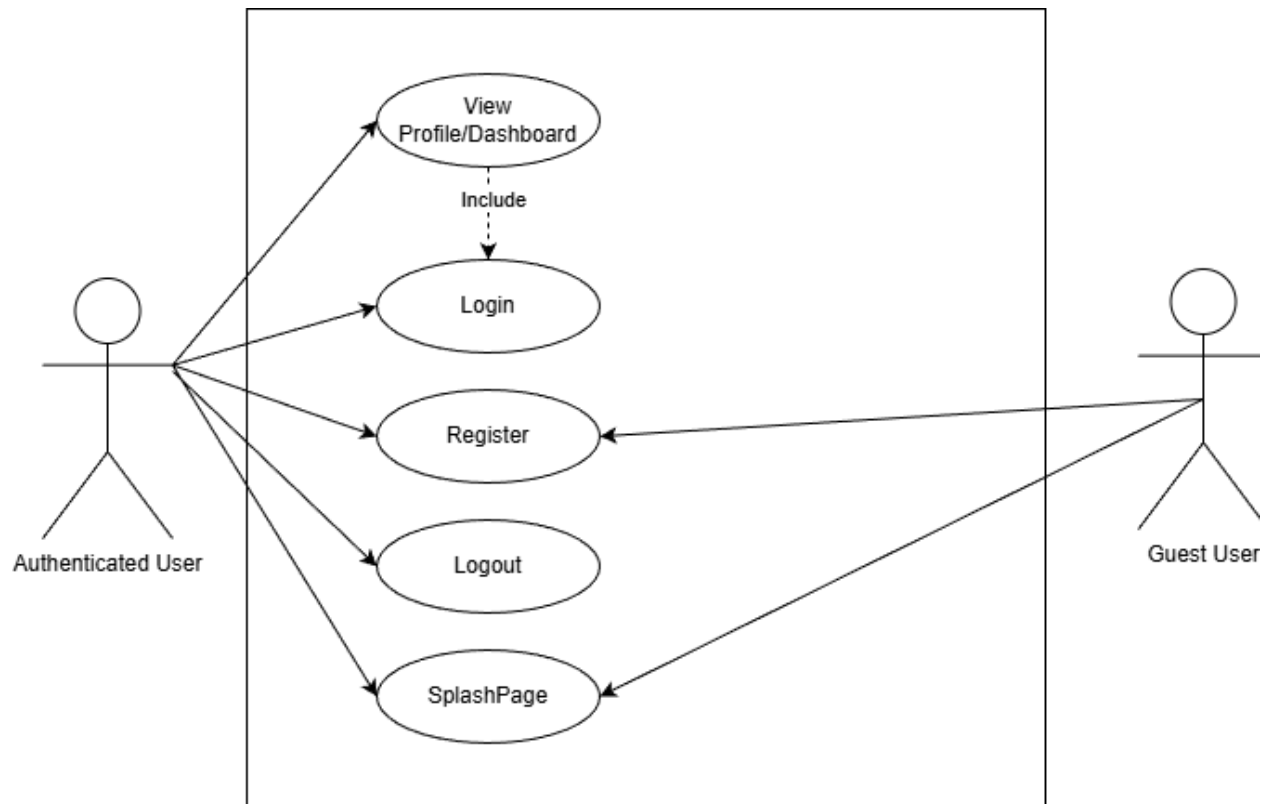 View
Profile/Dashboard
Include
Login
Register
Logout
SplashPage
Authenticated User
Guest User